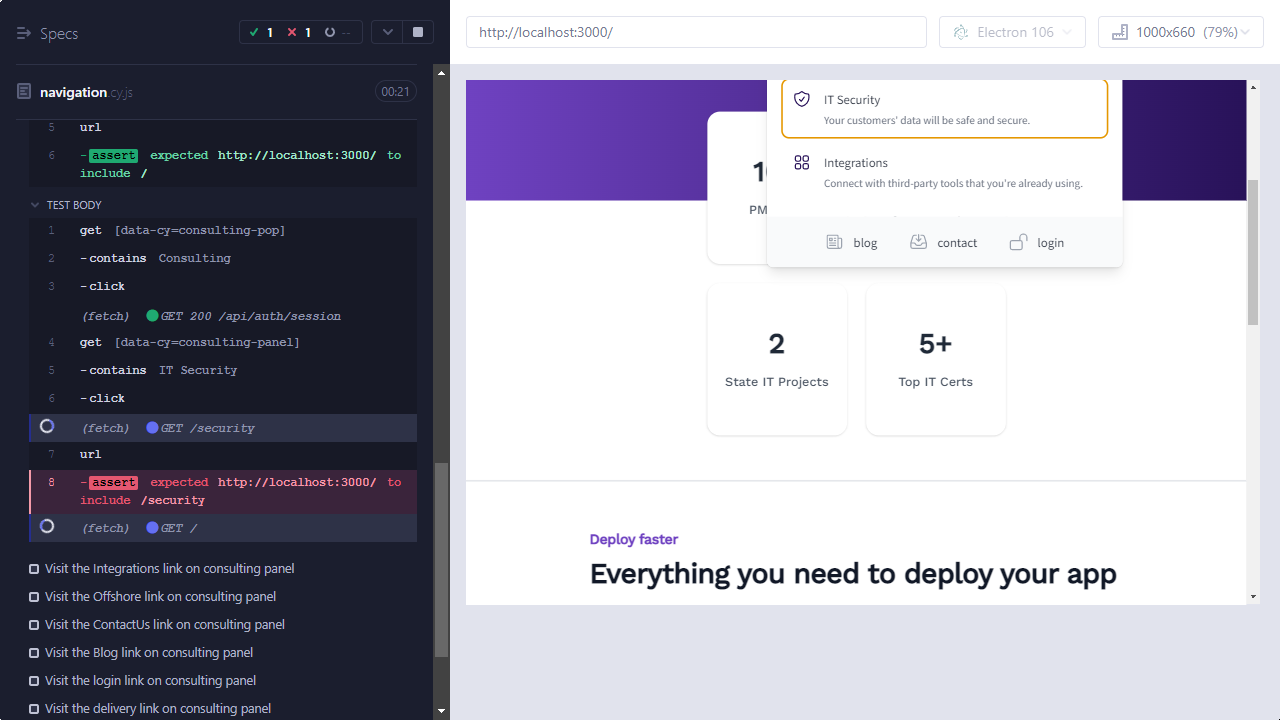 Specs
1
1
--
navigation.cy.js
00:21
5 url
6 -assert expected http://localhost:3000/ to
include /
TEST BODY
1 get [data-cy=consulting-pop]
2 -contains Consulting
3 -click
(fetch) GET 200 /api/auth/session
4 get [data-cy=consulting-panel]
5 -contains IT Security
6 -click
(fetch) GET /security
7 url
8 -assert expected http://localhost:3000/ to
include /security
(fetch) GET /
Visit the Integrations link on consulting panel
Visit the Offshore link on consulting panel
Visit the ContactUs link on consulting panel
Visit the Blog link on consulting panel
Visit the login link on consulting panel
Visit the delivery link on consulting panel
http://localhost:3000/
Electron 106
1000x660 (79%)
IT Security
Your customers' data will be safe and secure.
Integrations
Connect with third-party tools that you're already using.
PM
blog
contact
login
2
State IT Projects
5+
Top IT Certs
Deploy faster
Everything you need to deploy your app